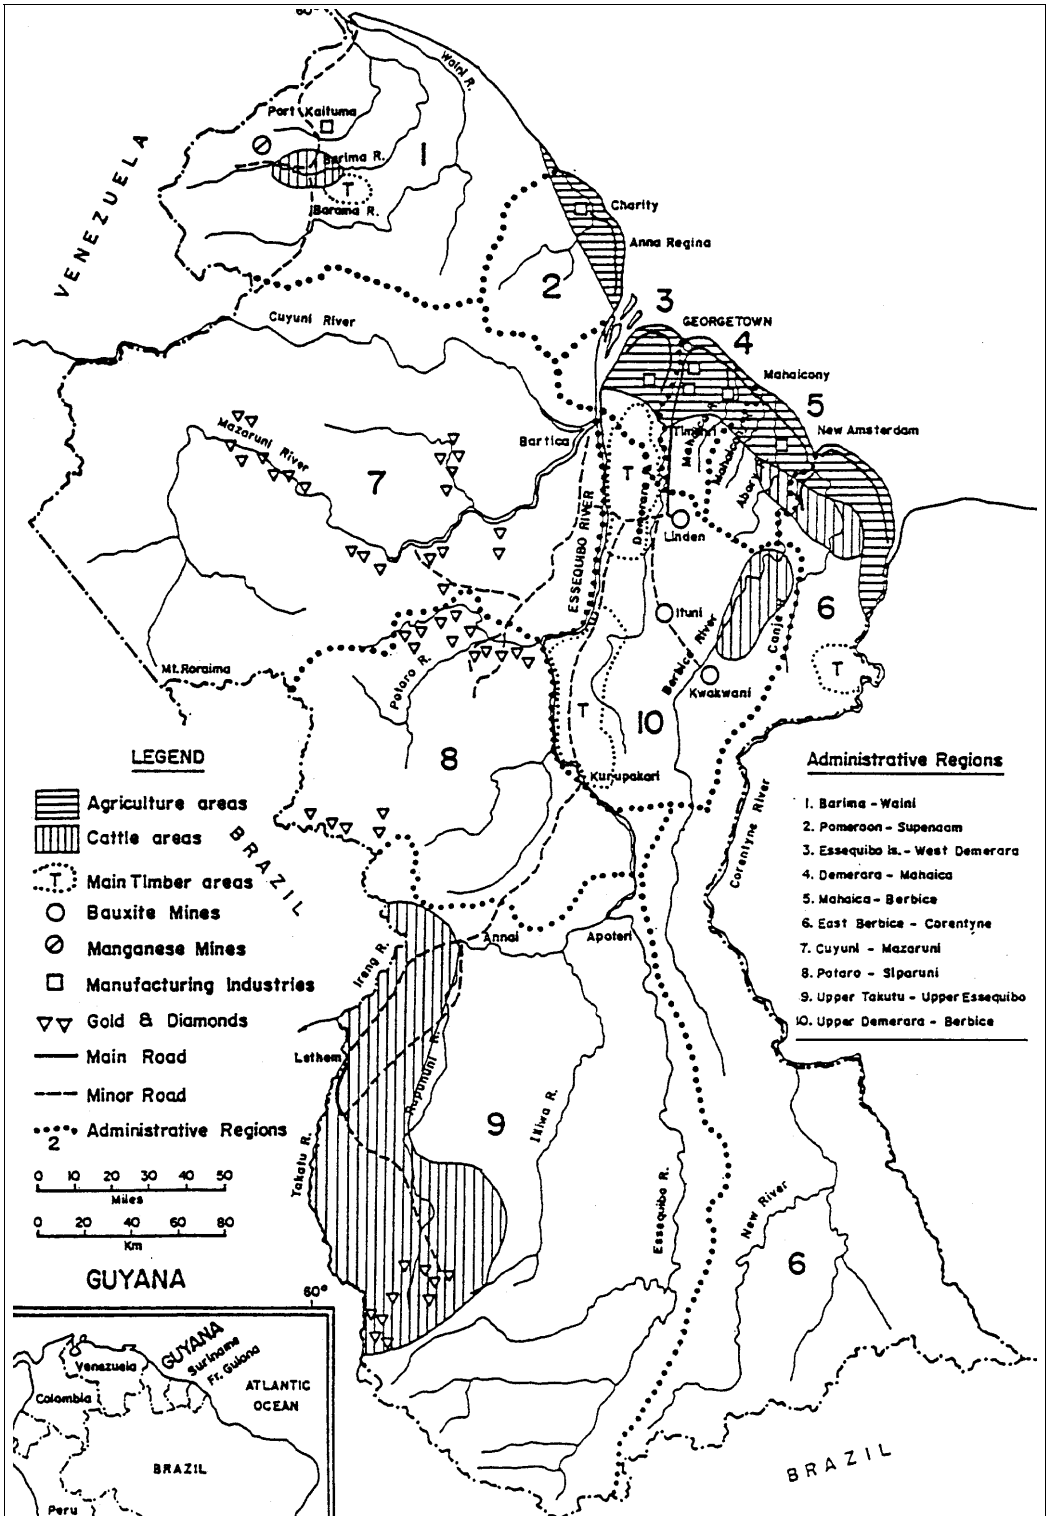 60°
Waini R.
Port Kaituma
VENEZUELA
1
Barima R.
T
Barama R.
Charity
Anna Regina
2
3
Cuyuni River
GEORGETOWN
4
Mahaicony
5
New Amsterdam
Mazaruni River
Bartica
Timehri
Mahaica R.
Mahaicony
Abary
7
T
Demerara R.
ESSEQUIBO RIVER
Linden
Ituni
6
Canje
Berbice River
T
Mt. Roraima
Potaro R.
Kwakwani
T
10
8
Kurupakari
Corentyne River
LEGEND
Agriculture areas
Cattle areas
T Main Timber areas
Bauxite Mines
Manganese Mines
Manufacturing Industries
Gold & Diamonds
Main Road
Minor Road
2 Administrative Regions
BRAZIL
Administrative Regions
1. Barima - Waini
2. Pomeroon - Supenaam
3. Essequibo Is. - West Demerara
4. Demerara - Mahaica
5. Mahaica - Berbice
6. East Berbice - Corentyne
7. Cuyuni - Mazaruni
8. Potaro - Siparuni
9. Upper Takutu - Upper Essequibo
10. Upper Demerara - Berbice
Annai
Apoteri
Ireng R.
Lethem
Rupununi R.
9
Takatu R.
Essequibo R.
New River
6
0 10 20 30 40 50
Miles
0 20 40 60 80
Km
GUYANA
60°
GUYANA
Suriname
Fr. Guiana
Venezuela
Colombia
ATLANTIC
OCEAN
BRAZIL
Peru
BRAZIL